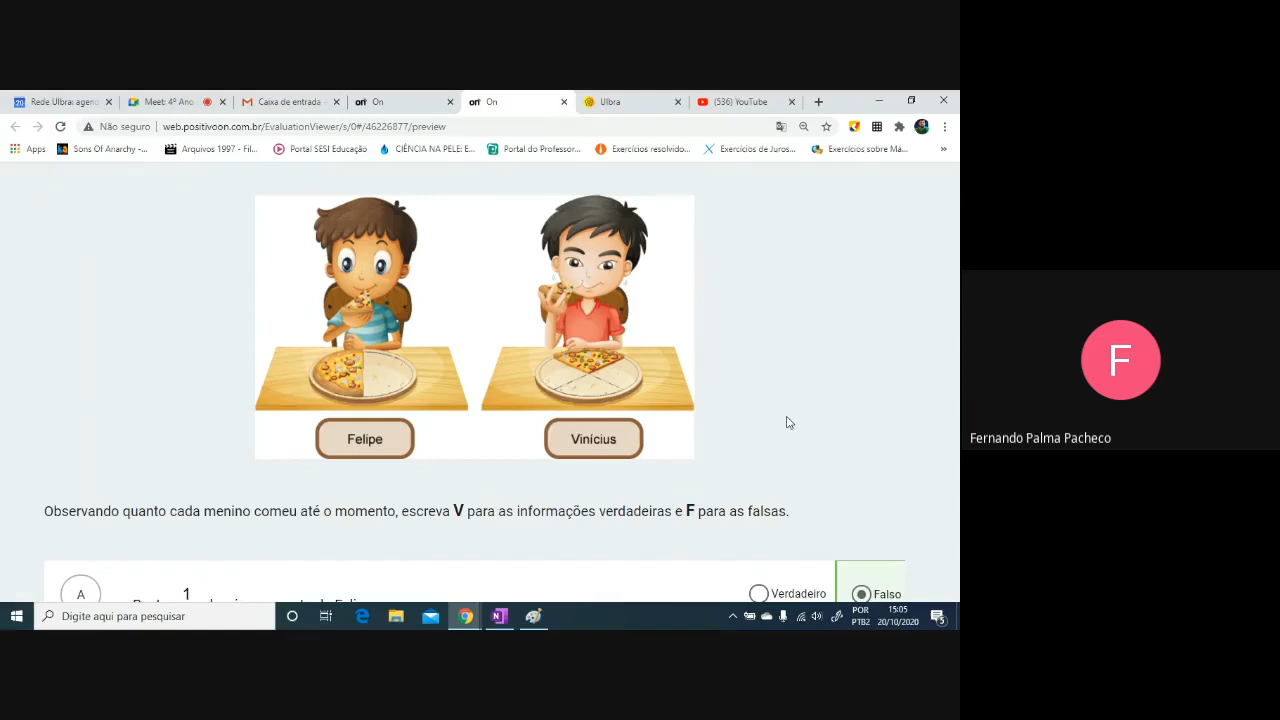 Rede Ulbra: agen
Meet: 4º Ano
Caixa de entrada -
On
On
Ulbra
(536) YouTube
Não seguro
web.positivoon.com.br/EvaluationViewer/s/0#/46226877/preview
Apps
Sons Of Anarchy -...
Arquivos 1997 - Fil...
Portal SESI Educação
CIÊNCIA NA PELE: E...
Portal do Professor...
Exercícios resolvido...
Exercícios de Juros...
Exercícios sobre Má...
Felipe
Vinícius
Observando quanto cada menino comeu até o momento, escreva V para as informações verdadeiras e F para as falsas.
A
1
Verdadeiro
Falso
Digite aqui para pesquisar
POR
PTB2
15:05
20/10/2020
5
F
Fernando Palma Pacheco